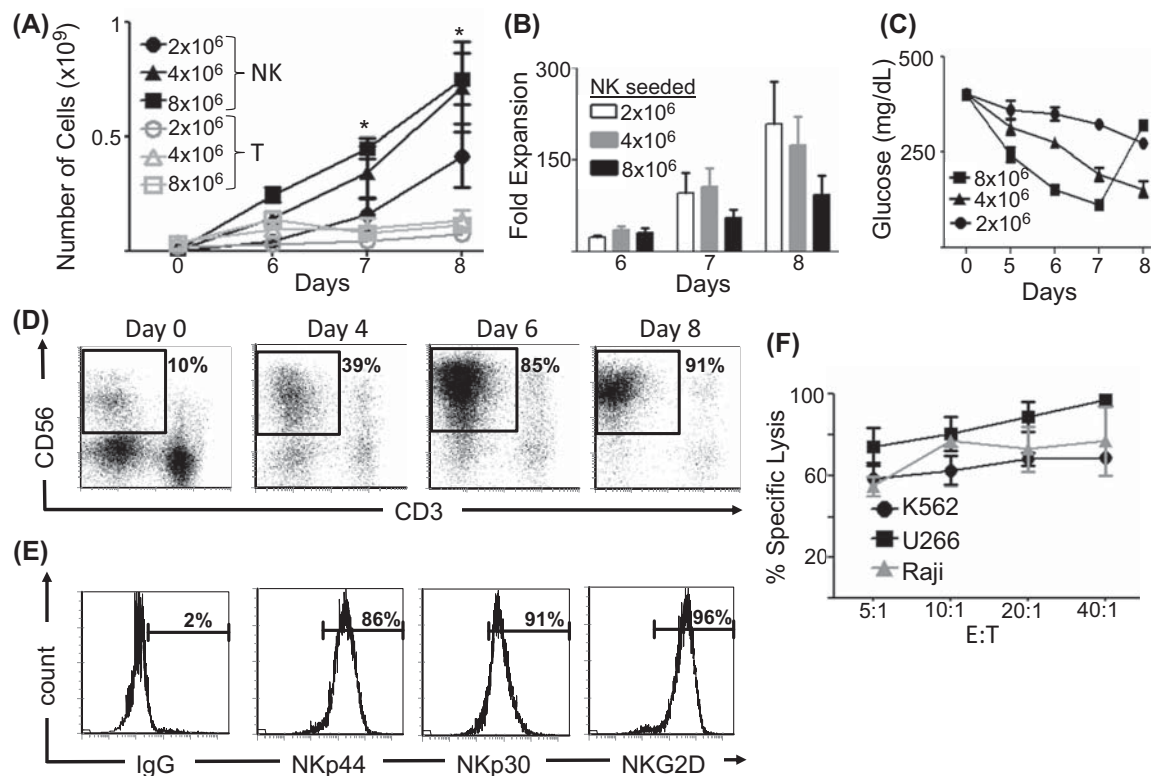 (A)
Number of Cells (x10⁹)
1
0.5
2x10⁶
4x10⁶
8x10⁶
NK
2x10⁶
4x10⁶
8x10⁶
T
*
*
0 6 7 8
Days
(B)
Fold Expansion
300
150
NK seeded
2x10⁶
4x10⁶
8x10⁶
6 7 8
Days
(C)
Glucose (mg/dL)
500
250
0
8x10⁶
4x10⁶
2x10⁶
0 5 6 7 8
Days
(D)
Day 0 Day 4 Day 6 Day 8
10% 39% 85% 91%
CD56
CD3
(E)
2% 86% 91% 96%
count
IgG NKp44 NKp30 NKG2D
(F)
% Specific Lysis
100
60
20
K562
U266
Raji
5:1 10:1 20:1 40:1
E:T